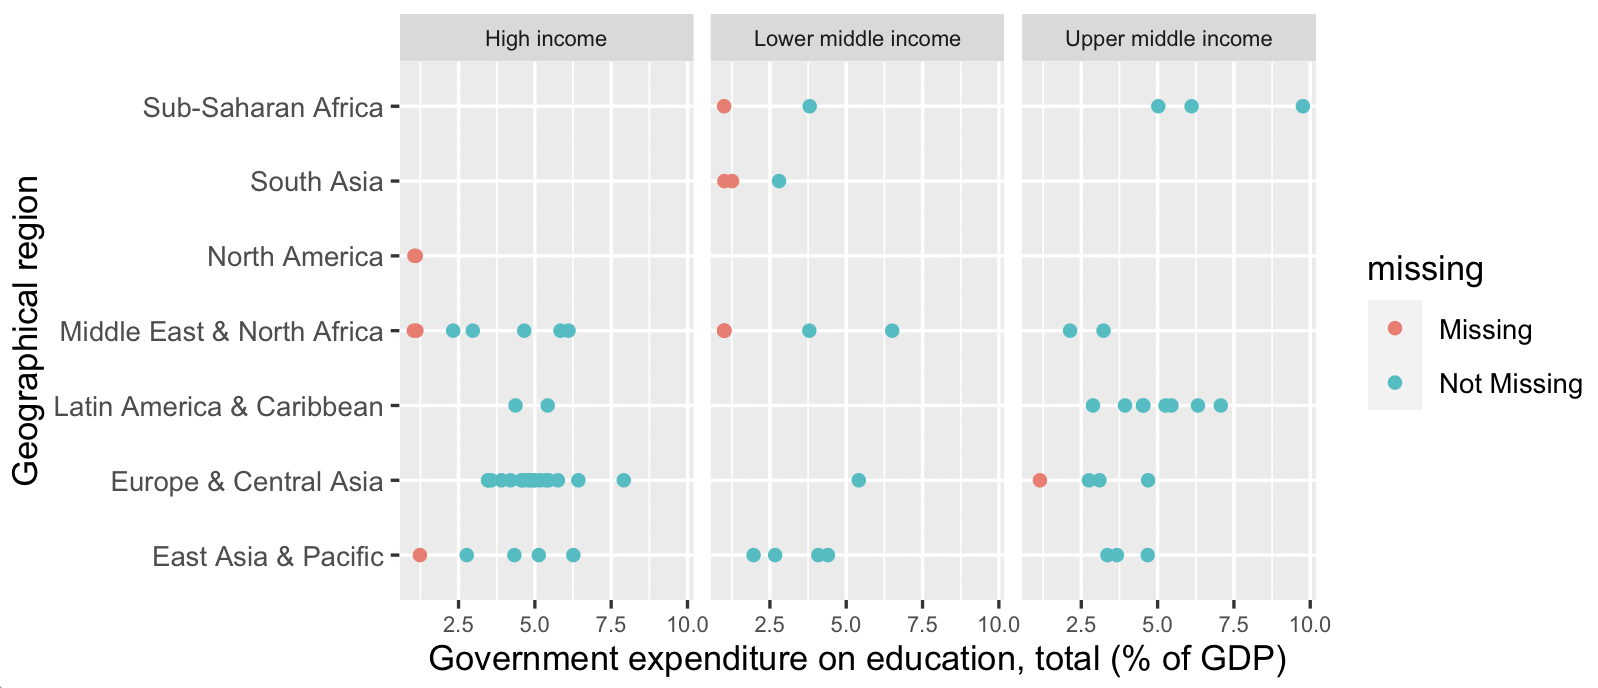 High income
Lower middle income
Upper middle income
Geographical region
Sub-Saharan Africa
South Asia
North America
Middle East & North Africa
Latin America & Caribbean
Europe & Central Asia
East Asia & Pacific
2.5 5.0 7.5 10.0
2.5 5.0 7.5 10.0
2.5 5.0 7.5 10.0
Government expenditure on education, total (% of GDP)
missing
Missing
Not Missing